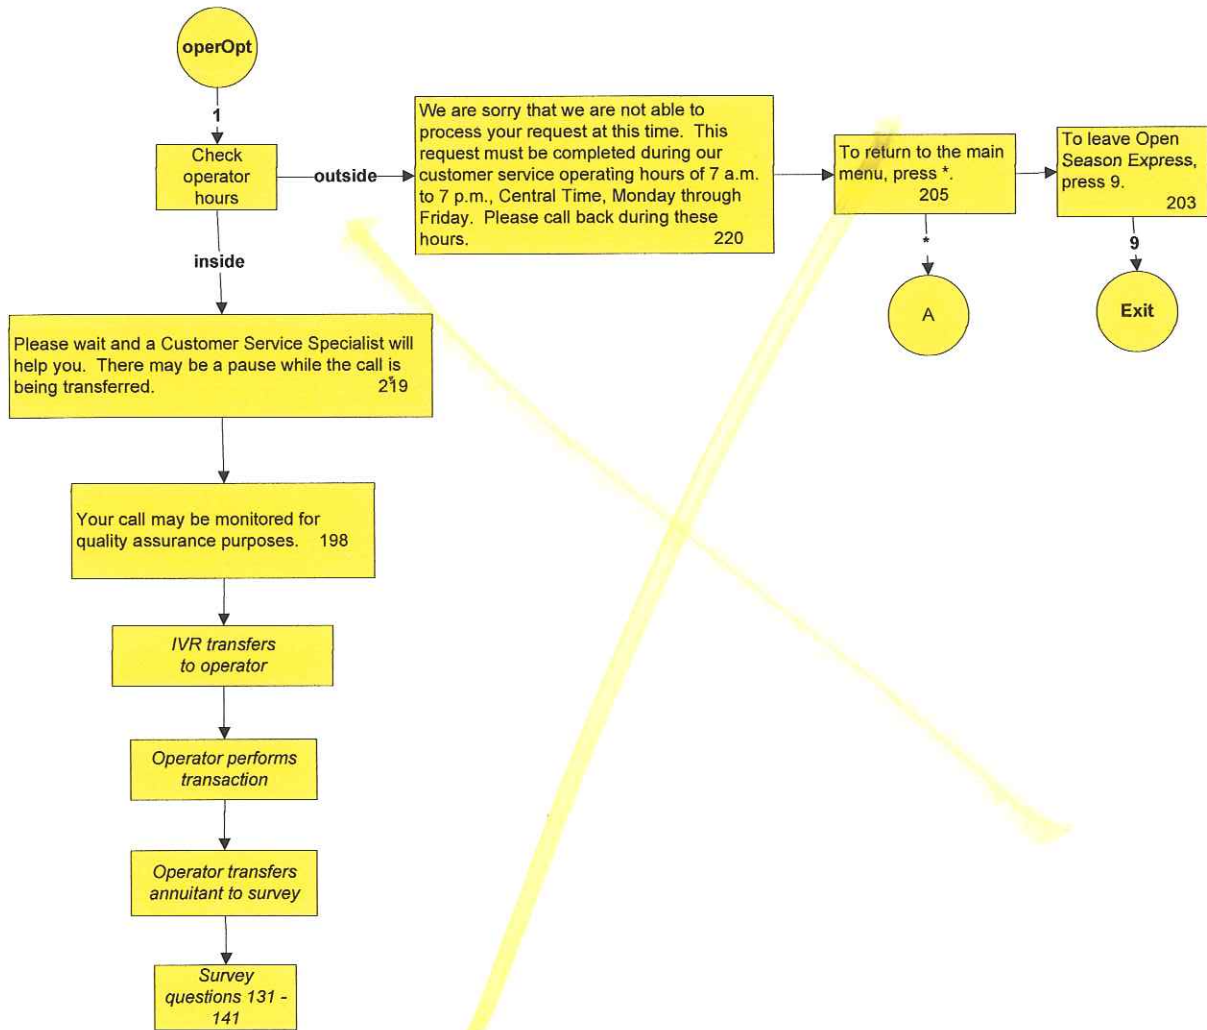 operOpt
1
Check
operator
hours
outside
We are sorry that we are not able to
process your request at this time. This
request must be completed during our
customer service operating hours of 7 a.m.
to 7 p.m., Central Time, Monday through
Friday. Please call back during these
hours. 220
To return to the main
menu, press *.
205
*
A
To leave Open
Season Express,
press 9.
203
9
Exit
inside
Please wait and a Customer Service Specialist will
help you. There may be a pause while the call is
being transferred. 219
Your call may be monitored for
quality assurance purposes. 198
IVR transfers
to operator
Operator performs
transaction
Operator transfers
annuitant to survey
Survey
questions 131 -
141